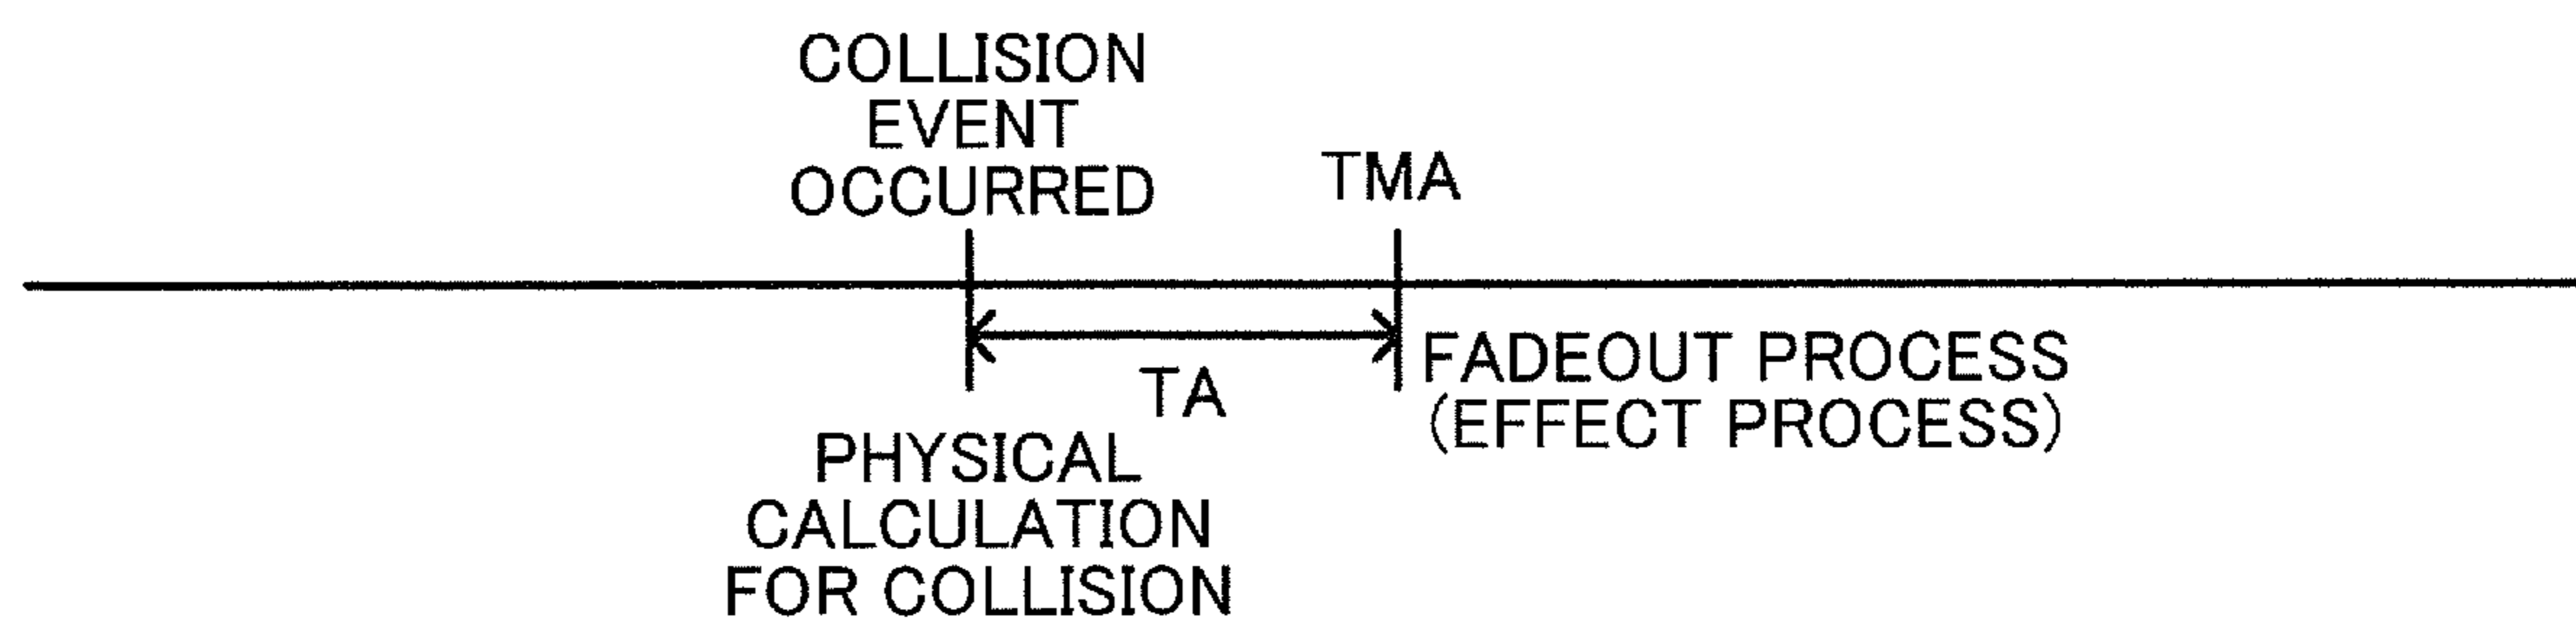 COLLISION
EVENT
OCCURRED
TMA
TA
FADEOUT PROCESS
(EFFECT PROCESS)
PHYSICAL
CALCULATION
FOR COLLISION